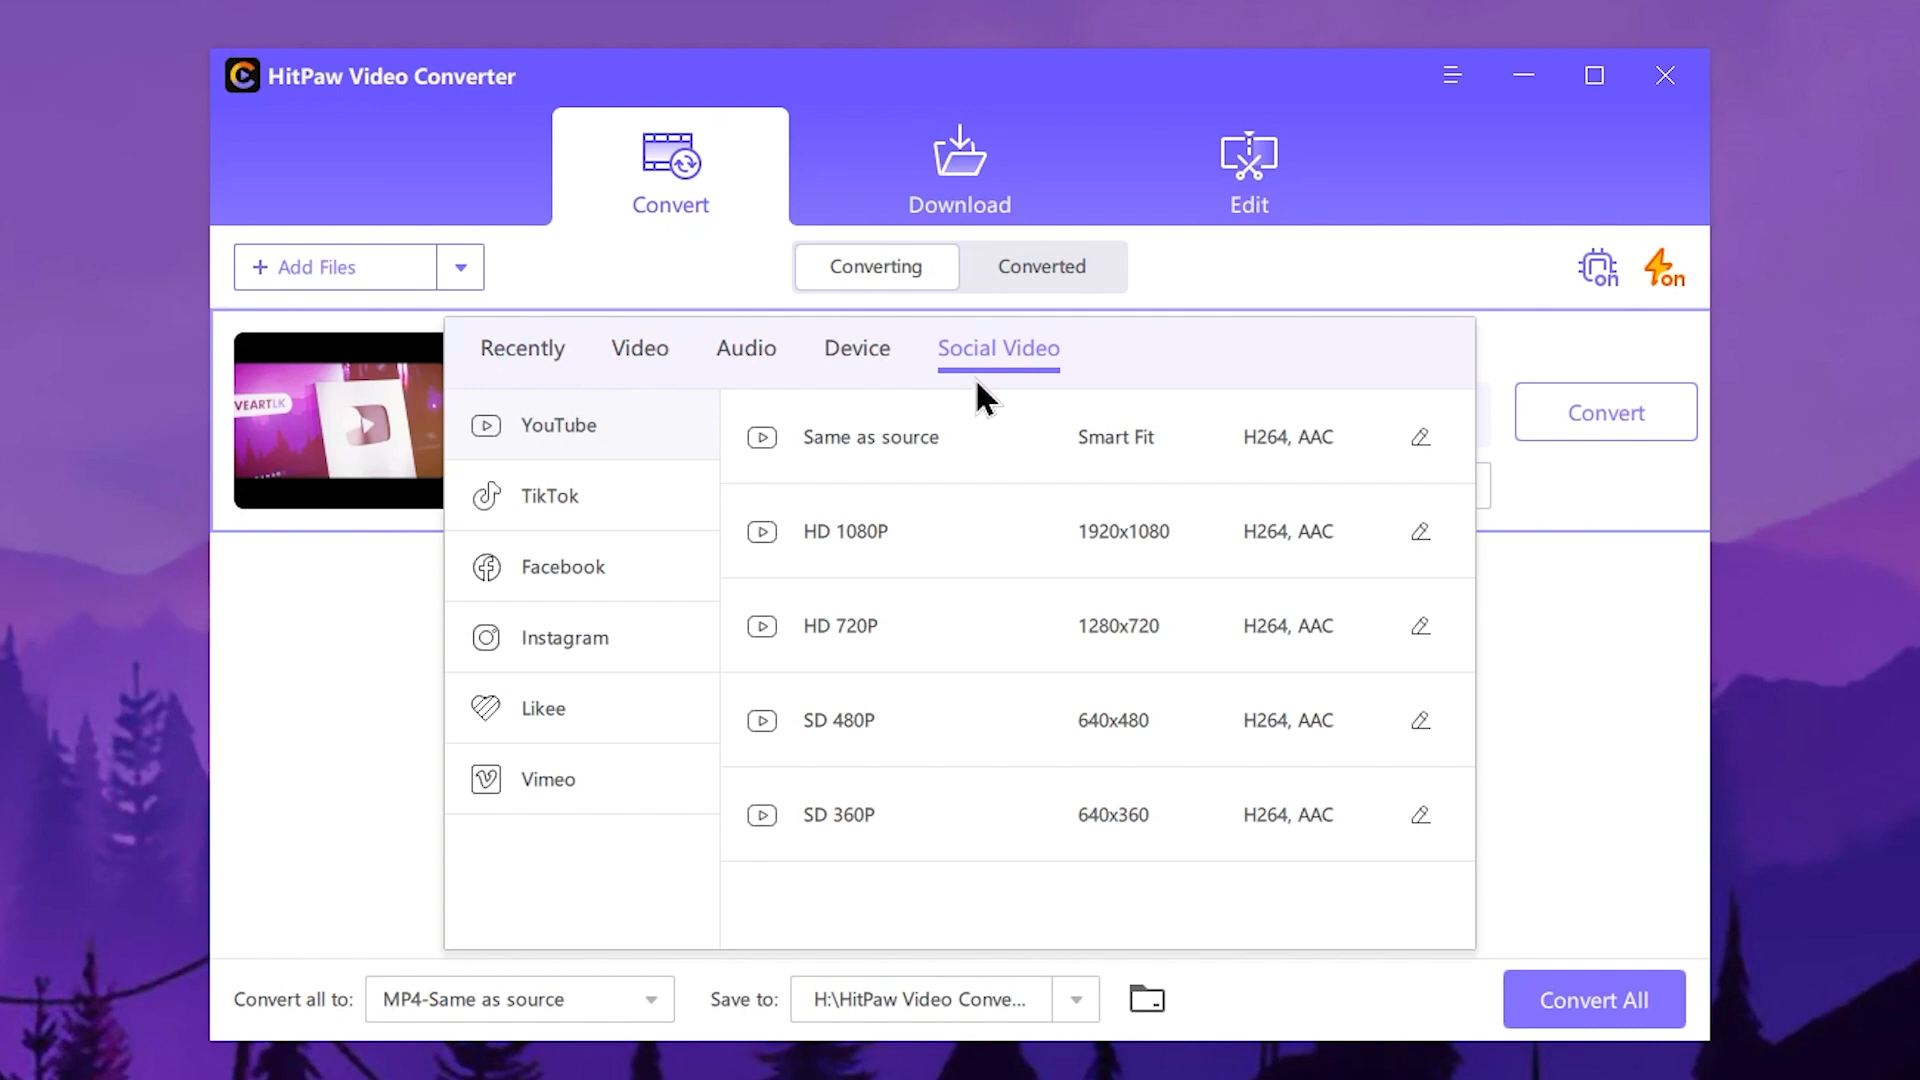 HitPaw Video Converter
Convert
Download
Edit
+ Add Files
Converting
Converted
on
on
Recently
Video
Audio
Device
Social Video
VEARTLK
Convert
YouTube
TikTok
Facebook
Instagram
Likee
Vimeo
Same as source Smart Fit H264, AAC
HD 1080P 1920x1080 H264, AAC
HD 720P 1280x720 H264, AAC
SD 480P 640x480 H264, AAC
SD 360P 640x360 H264, AAC
Convert all to: MP4-Same as source
Save to: H:\HitPaw Video Conve...
Convert All